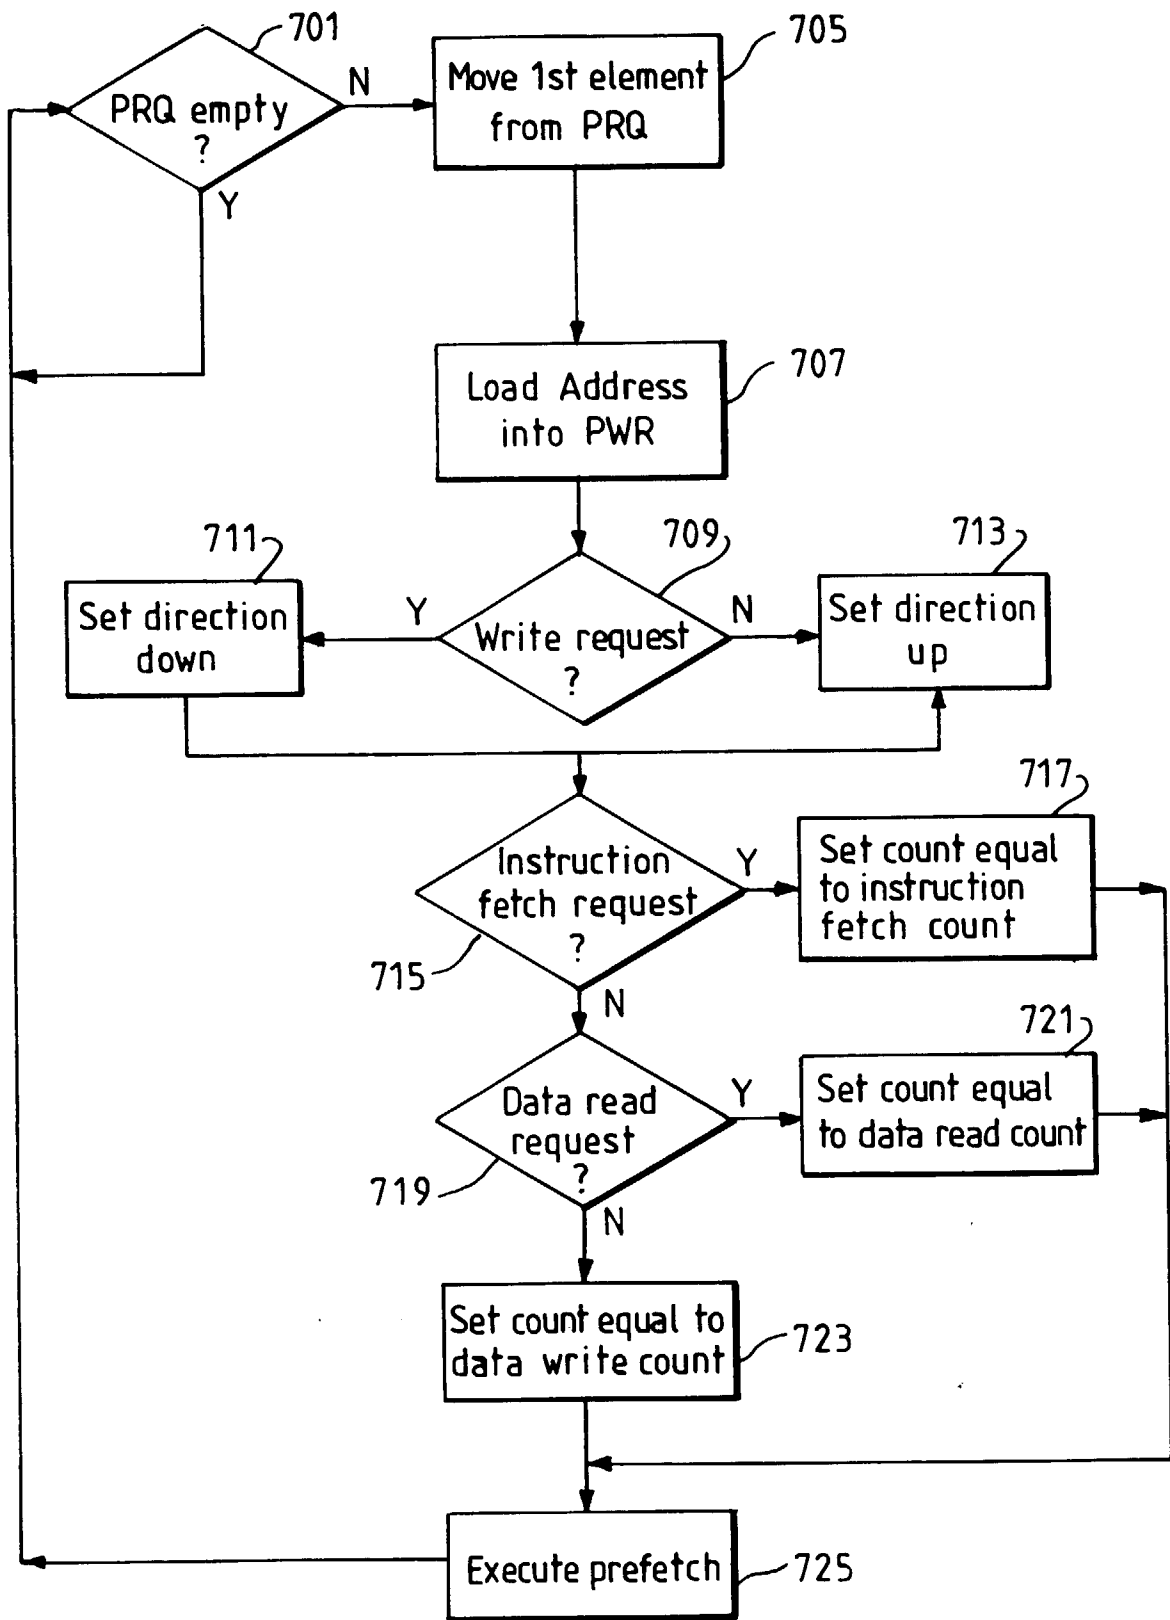 701
PRQ empty
?
N
Y
705
Move 1st element
from PRQ
707
Load Address
into PWR
709
Write request
?
Y
N
711
Set direction
down
713
Set direction
up
715
Instruction
fetch request
?
Y
N
717
Set count equal
to instruction
fetch count
719
Data read
request
?
Y
N
721
Set count equal
to data read count
723
Set count equal to
data write count
725
Execute prefetch